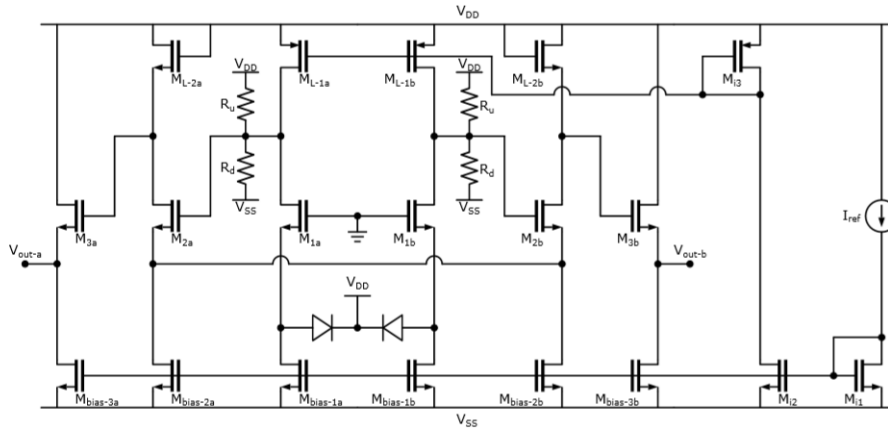 V_DD
M_L-2a
V_DD
M_L-1a
M_L-1b
V_DD
M_L-2b
M_i3
R_u
R_u
R_d
R_d
V_SS
V_SS
I_ref
M_3a
M_2a
M_1a
M_1b
M_2b
M_3b
V_out-a
V_out-b
V_DD
M_bias-3a
M_bias-2a
M_bias-1a
M_bias-1b
M_bias-2b
M_bias-3b
M_i2
M_i1
V_SS